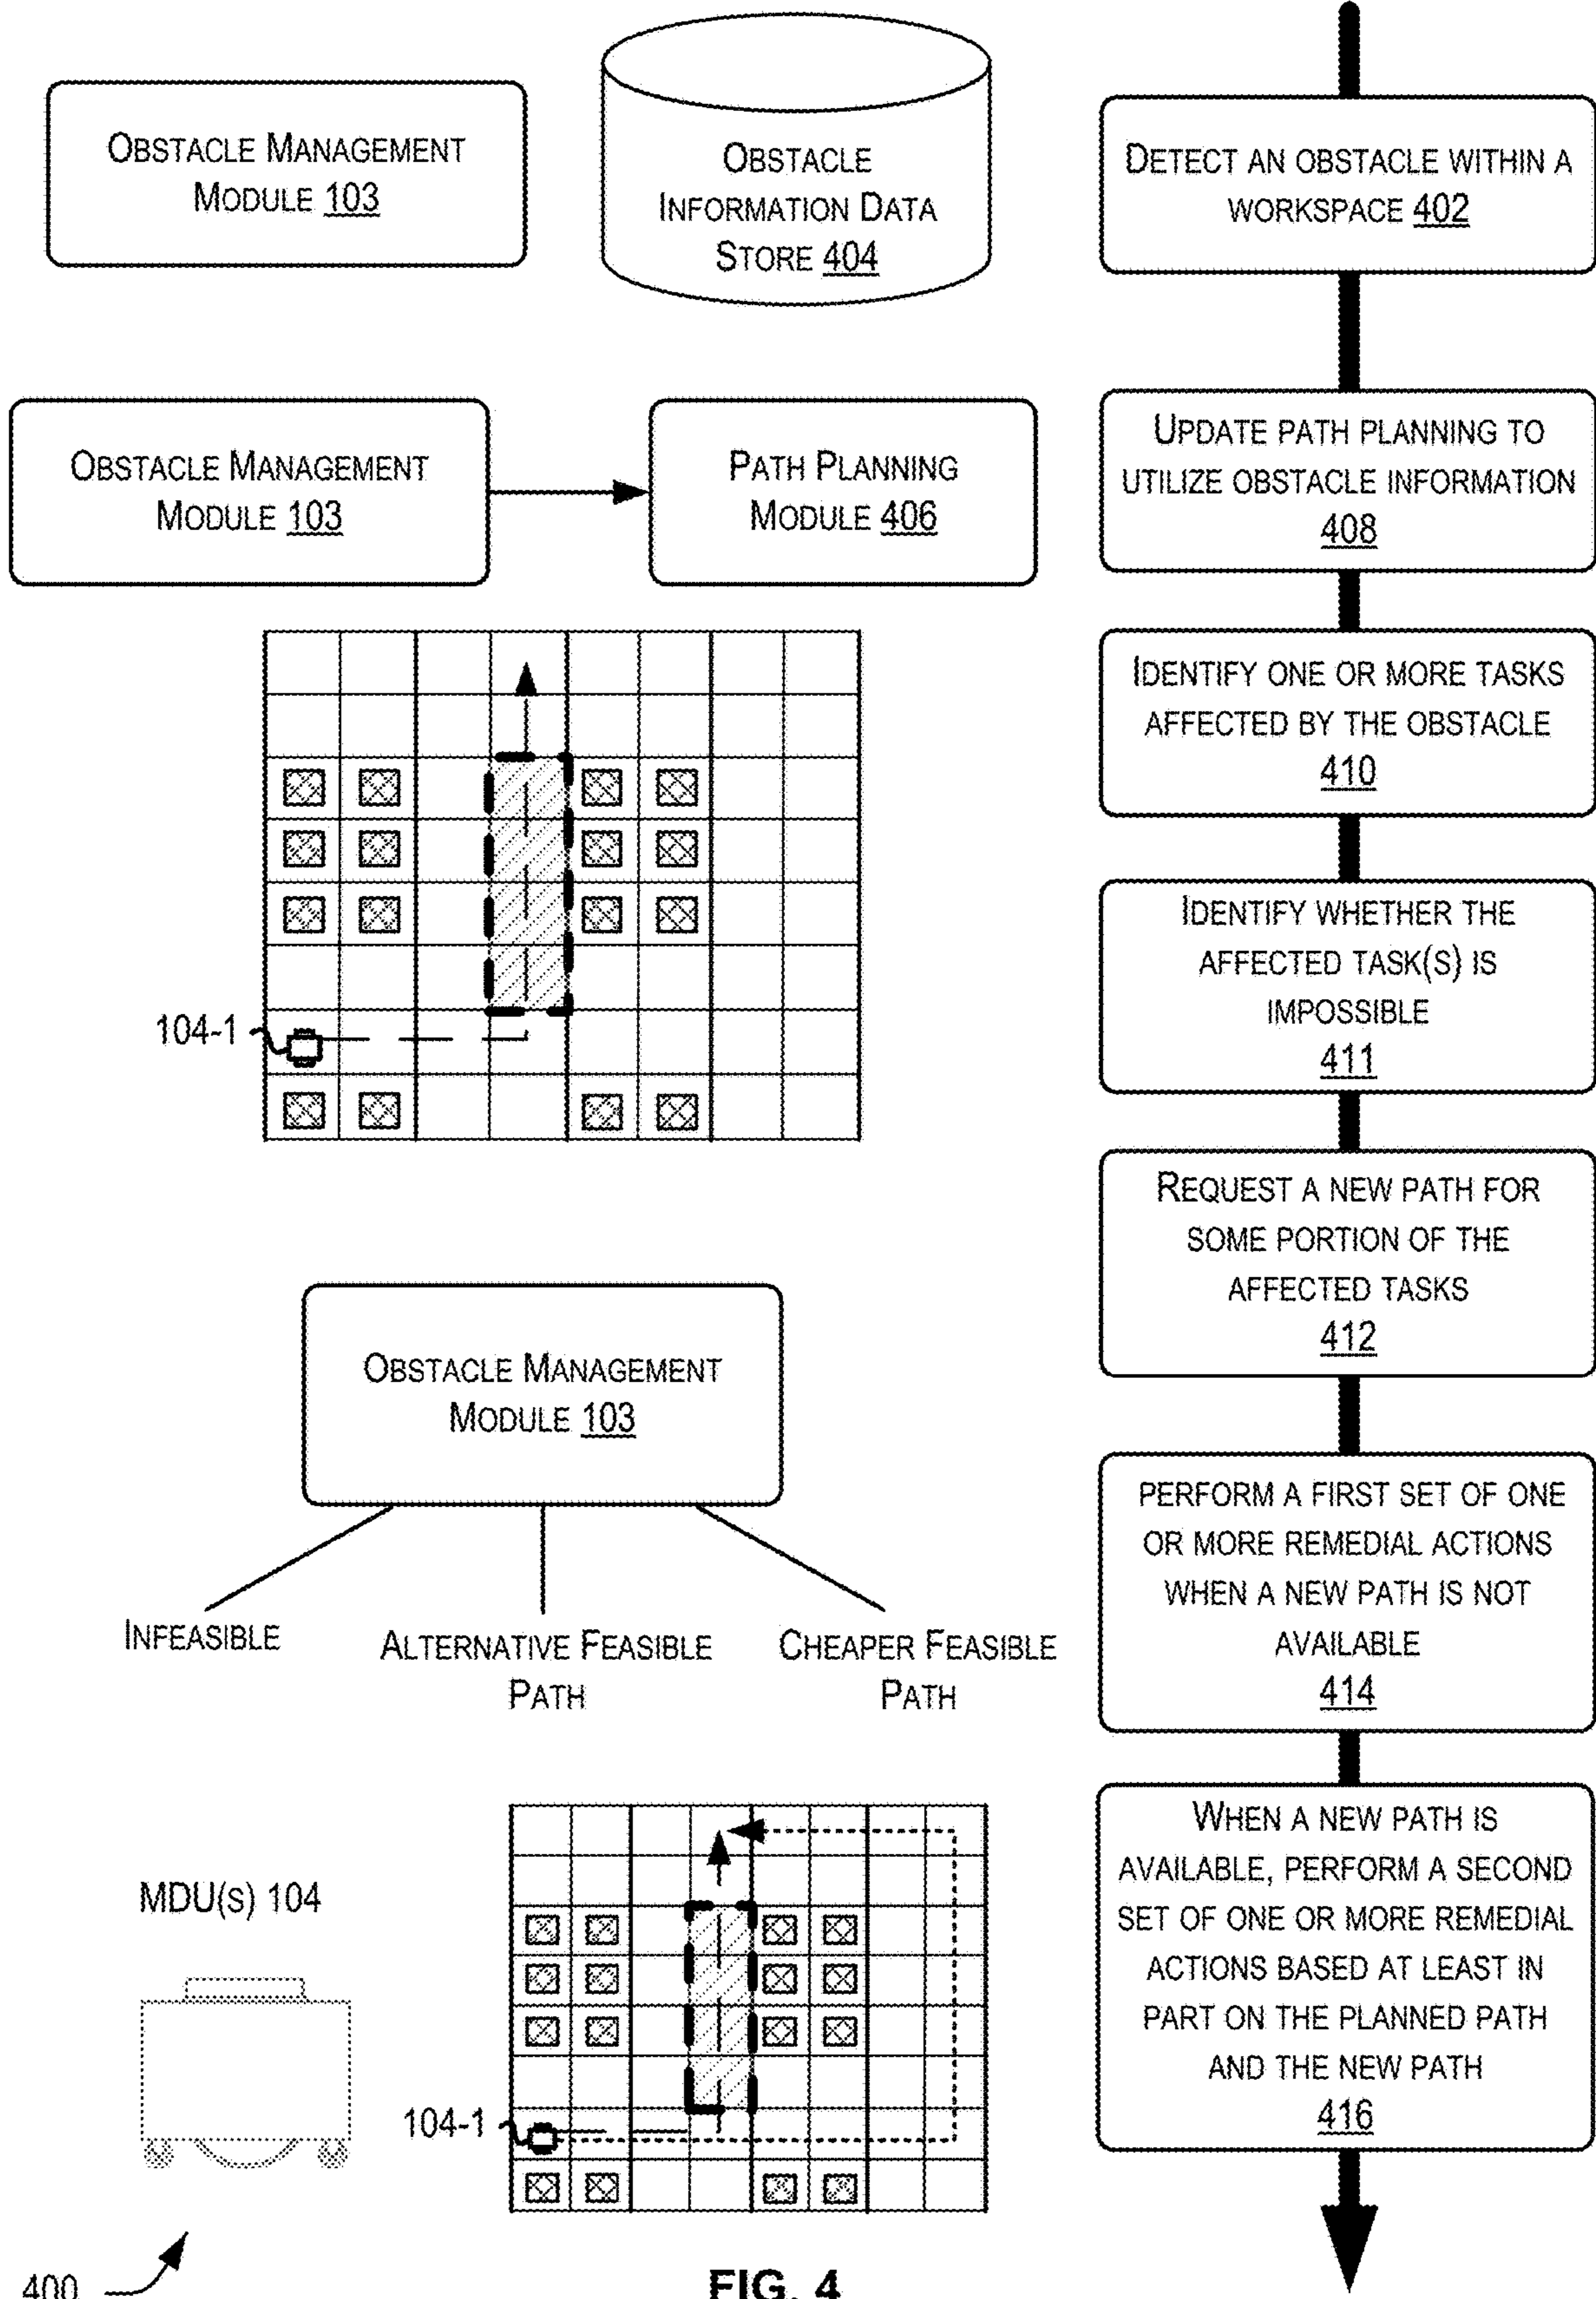 OBSTACLE MANAGEMENT
MODULE 103
OBSTACLE
INFORMATION DATA
STORE 404
DETECT AN OBSTACLE WITHIN A
WORKSPACE 402
OBSTACLE MANAGEMENT
MODULE 103
PATH PLANNING
MODULE 406
UPDATE PATH PLANNING TO
UTILIZE OBSTACLE INFORMATION
408
IDENTIFY ONE OR MORE TASKS
AFFECTED BY THE OBSTACLE
410
104-1
IDENTIFY WHETHER THE
AFFECTED TASK(S) IS
IMPOSSIBLE
411
REQUEST A NEW PATH FOR
SOME PORTION OF THE
AFFECTED TASKS
412
OBSTACLE MANAGEMENT
MODULE 103
INFEASIBLE
ALTERNATIVE FEASIBLE
PATH
CHEAPER FEASIBLE
PATH
PERFORM A FIRST SET OF ONE
OR MORE REMEDIAL ACTIONS
WHEN A NEW PATH IS NOT
AVAILABLE
414
MDU(S) 104
104-1
WHEN A NEW PATH IS
AVAILABLE, PERFORM A SECOND
SET OF ONE OR MORE REMEDIAL
ACTIONS BASED AT LEAST IN
PART ON THE PLANNED PATH
AND THE NEW PATH
416
400
FIG. 4